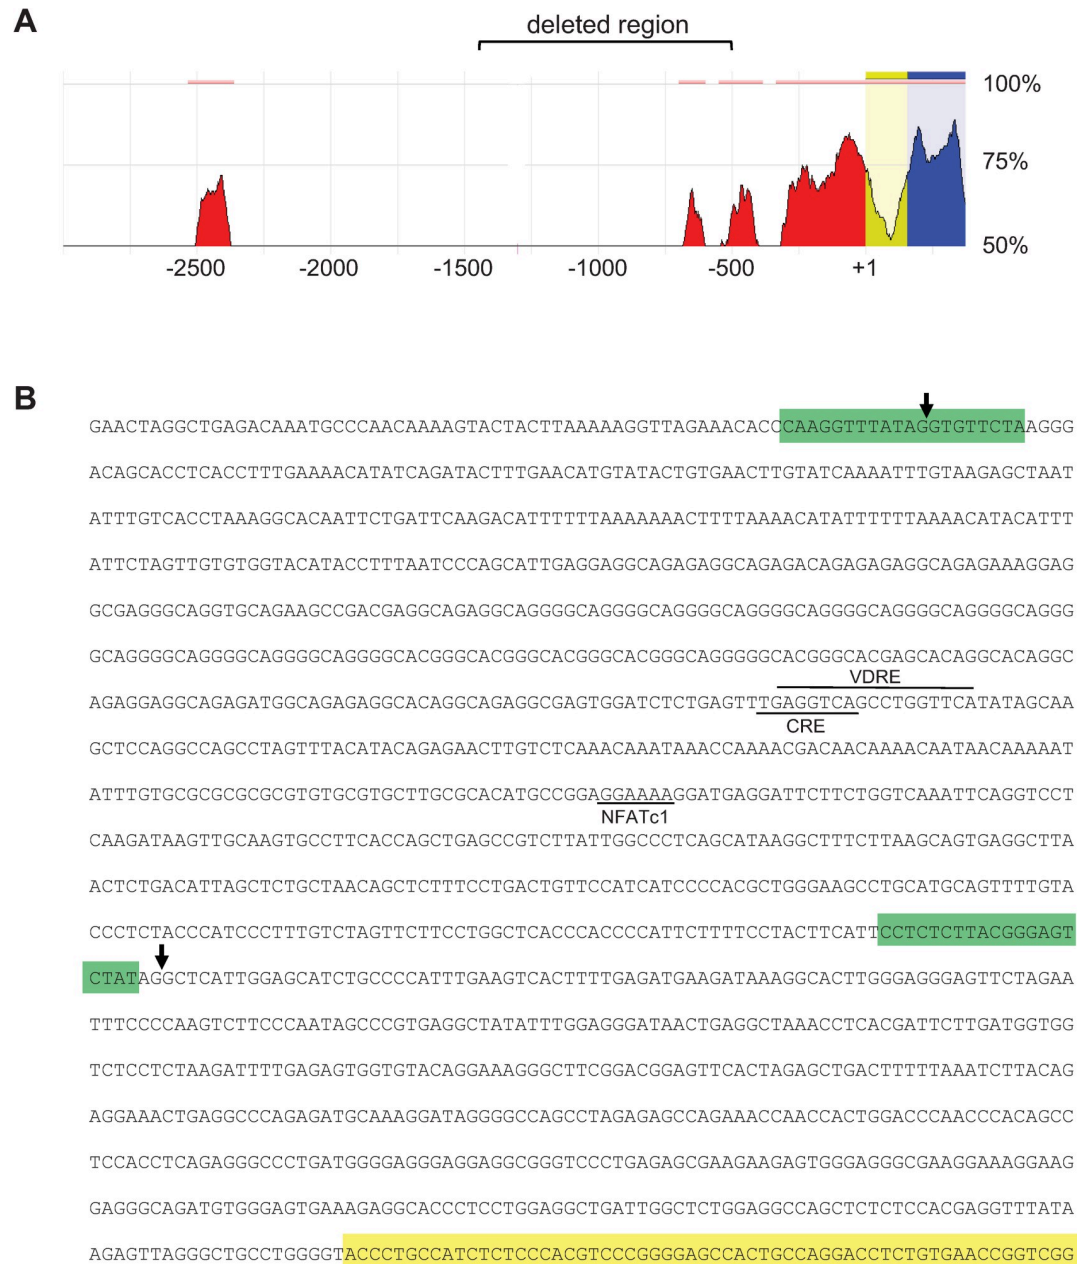 A
deleted region
100%
75%
50%
-2500 -2000 -1500 -1000 -500 +1
B
GAACTAGGCTGAGACAAATGCCCAACAAAAGTACTACTTAAAAAGGTTAGAAACACCCAAGGTTTATAGGTGTTCTAAGGG
ACAGCACCTCACCTTTGAAAACATATCAGATACTTTGAACATGTATACTGTGAACTTGTATCAAAATTTGTAAGAGCTAAT
ATTTGTCACCTAAAGGCACAATTCTGATTCAAGACATTTTTTAAAAAAACTTTTAAAACATATTTTTTAAAACATACATTT
ATTCTAGTTGTGTGGTACATACCTTTAATCCCAGCATTGAGGAGGCAGAGAGGCAGAGACAGAGAGAGGCAGAGAAAGGAG
GCGAGGGCAGGTGCAGAAGCCGACGAGGCAGAGGCAGGGGCAGGGGCAGGGGCAGGGGCAGGGGCAGGGGCAGGGGCAGGG
GCAGGGGCAGGGGCAGGGGCAGGGGCACGGGCACGGGCACGGGCACGGGCAGGGGGCACGGGCACGAGCACAGGCACAGGC
VDRE
AGAGGAGGCAGAGATGGCAGAGAGGCACAGGCAGAGGCGAGTGGATCTCTGAGTTTGAGGTCAGCCTGGTTCATATAGCAA
CRE
GCTCCAGGCCAGCCTAGTTTACATACAGAGAACTTGTCTCAAACAAATAAACCAAAACGACAACAAAACAATAACAAAAAT
ATTTGTGCGCGCGCGCGTGTGCGTGCTTGCGCACATGCCGGAGGAAAAGGATGAGGATTCTTCTGGTCAAATTCAGGTCCT
NFATc1
CAAGATAAGTTGCAAGTGCCTTCACCAGCTGAGCCGTCTTATTGGCCCTCAGCATAAGGCTTTCTTAAGCAGTGAGGCTTA
ACTCTGACATTAGCTCTGCTAACAGCTCTTTCCTGACTGTTCCATCATCCCCACGCTGGGAAGCCTGCATGCAGTTTTGTA
CCCTCTACCCATCCCTTTGTCTAGTTCTTCCTGGCTCACCCACCCCATTCTTTTCCTACTTCATTCCTCTCTTACGGGAGT
CTATAGGCTCATTGGAGCATCTGCCCCATTTGAAGTCACTTTTGAGATGAAGATAAAGGCACTTGGGAGGGAGTTCTAGAA
TTTCCCCAAGTCTTCCCAATAGCCCGTGAGGCTATATTTGGAGGGATAACTGAGGCTAAACCTCACGATTCTTGATGGTGG
TCTCCTCTAAGATTTTGAGAGTGGTGTACAGGAAAGGGCTTCGGACGGAGTTCACTAGAGCTGACTTTTTAAATCTTACAG
AGGAAACTGAGGCCCAGAGATGCAAAGGATAGGGGCCAGCCTAGAGAGCCAGAAACCAACCACTGGACCCAACCCACAGCC
TCCACCTCAGAGGGCCCTGATGGGGAGGGAGGAGGCGGGTCCCTGAGAGCGAAGAAGAGTGGGAGGGCGAAGGAAAGGAAG
GAGGGCAGATGTGGGAGTGAAAGAGGCACCCTCCTGGAGGCTGATTGGCTCTGGAGGCCAGCTCTCTCCACGAGGTTTATA
AGAGTTAGGGCTGCCTGGGGTACCCTGCCATCTCTCCCACGTCCCGGGGAGCCACTGCCAGGACCTCTGTGAACCGGTCGG